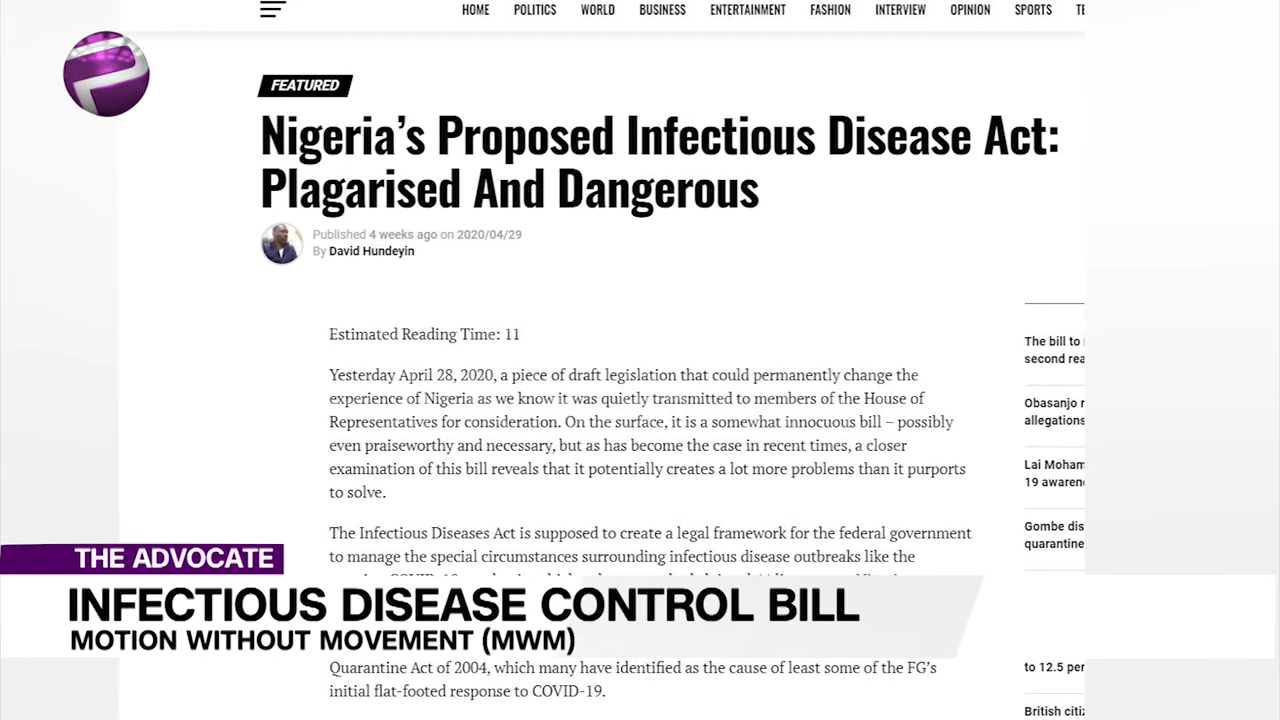 HOME POLITICS WORLD BUSINESS ENTERTAINMENT FASHION INTERVIEW OPINION SPORTS
FEATURED
Nigeria's Proposed Infectious Disease Act:
Plagarised And Dangerous
Published 4 weeks ago on 2020/04/29
By David Hundeyin
Estimated Reading Time: 11
Yesterday April 28, 2020, a piece of draft legislation that could permanently change the
experience of Nigeria as we know it was quietly transmitted to members of the House of
Representatives for consideration. On the surface, it is a somewhat innocuous bill – possibly
even praiseworthy and necessary, but as has become the case in recent times, a closer
examination of this bill reveals that it potentially creates a lot more problems than it purports
to solve.
The Infectious Diseases Act is supposed to create a legal framework for the federal government
to manage the special circumstances surrounding infectious disease outbreaks like the
The bill to
second rea
Obasanjo
allegations
Lai Moham
19 awaren
Gombe dis
quarantine
THE ADVOCATE
INFECTIOUS DISEASE CONTROL BILL
MOTION WITHOUT MOVEMENT (MWM)
Quarantine Act of 2004, which many have identified as the cause of least some of the FG's
initial flat-footed response to COVID-19.
to 12.5 per
British citiz